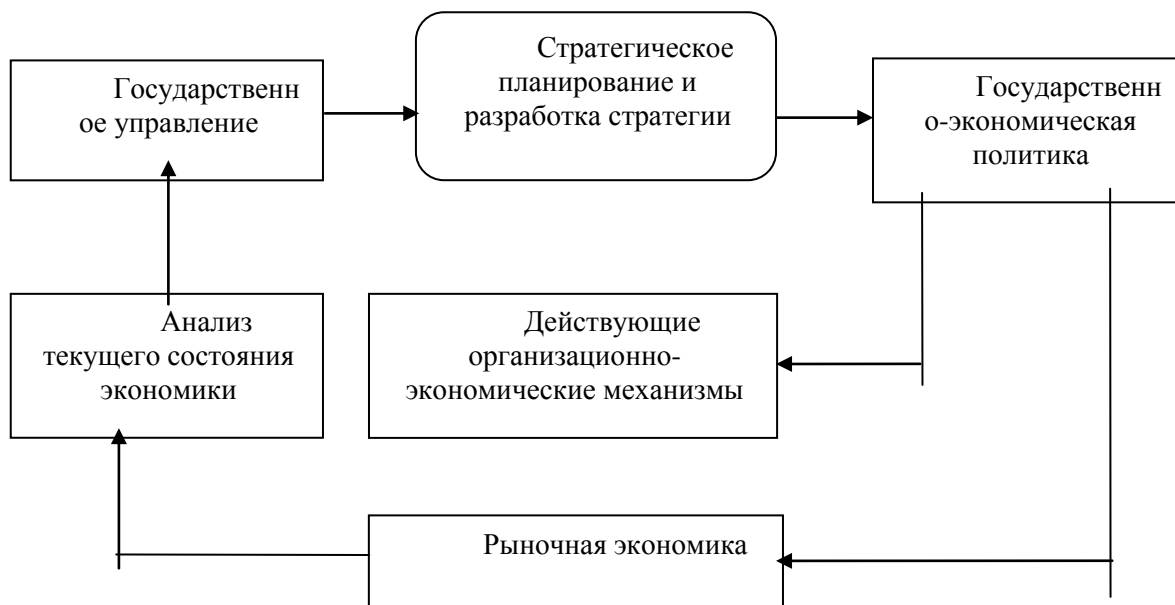 Государственн
ое управление
Стратегическое
планирование и
разработка стратегии
Государственн
о-экономическая
политика
Анализ
текущего состояния
экономики
Действующие
организационно-
экономические механизмы
Рыночная экономика